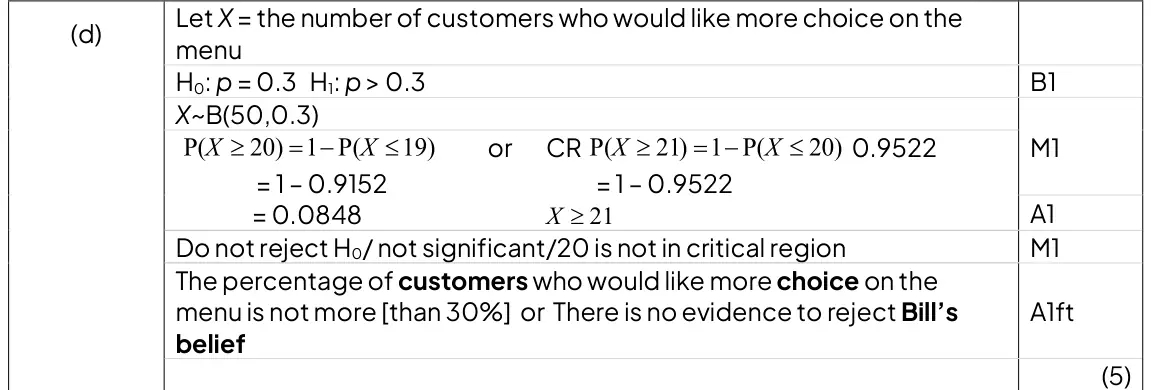 (d)
Let X = the number of customers who would like more choice on the
menu
H₀: p = 0.3 H₁: p > 0.3 B1
X~B(50,0.3)
P(X ≥ 20) = 1 – P(X ≤ 19) or CR P(X ≥ 21) = 1 – P(X ≤ 20) 0.9522 M1
= 1 – 0.9152 = 1 – 0.9522
= 0.0848 X ≥ 21 A1
Do not reject H₀/ not significant/20 is not in critical region M1
The percentage of customers who would like more choice on the
menu is not more [than 30%] or There is no evidence to reject Bill’s A1ft
belief
(5)